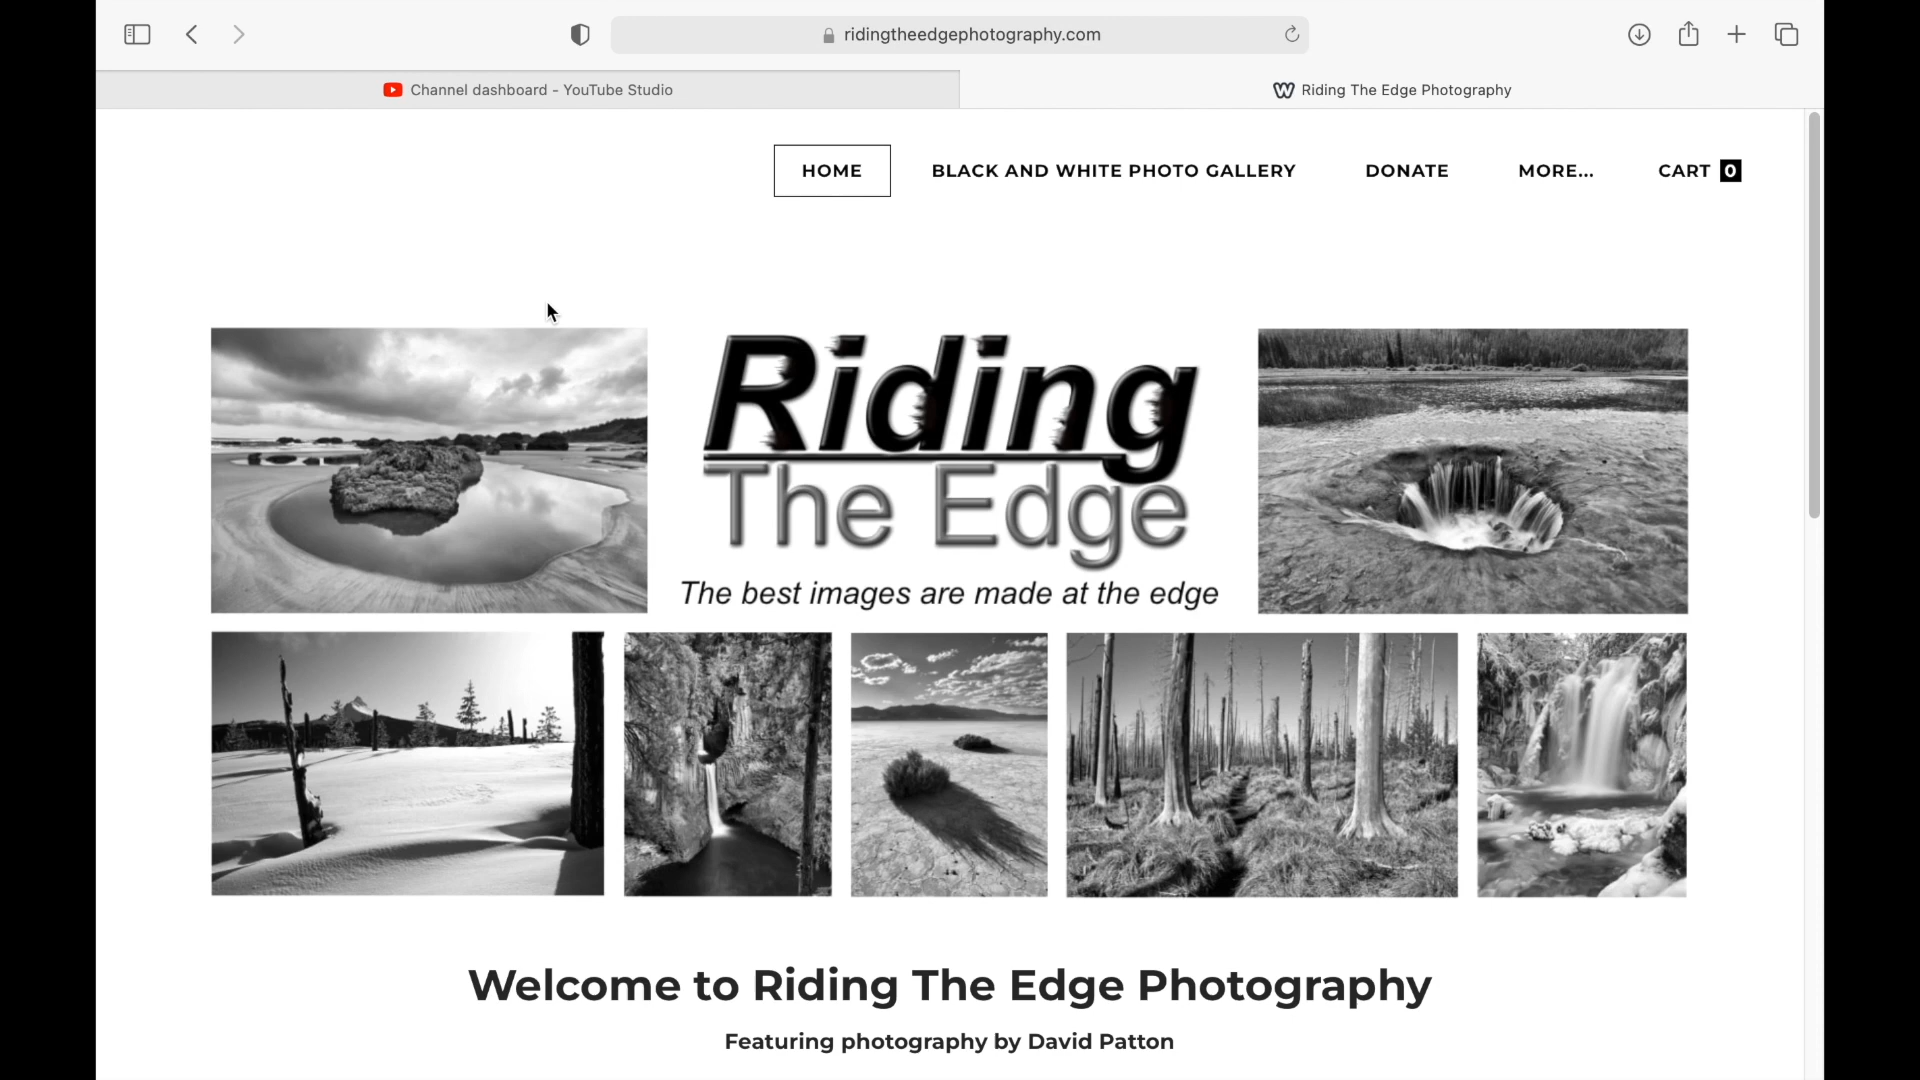 ridingtheedgephotography.com
Channel dashboard - YouTube Studio
Riding The Edge Photography
HOME
BLACK AND WHITE PHOTO GALLERY
DONATE
MORE...
CART 0
Riding
The Edge
The best images are made at the edge
Welcome to Riding The Edge Photography
Featuring photography by David Patton